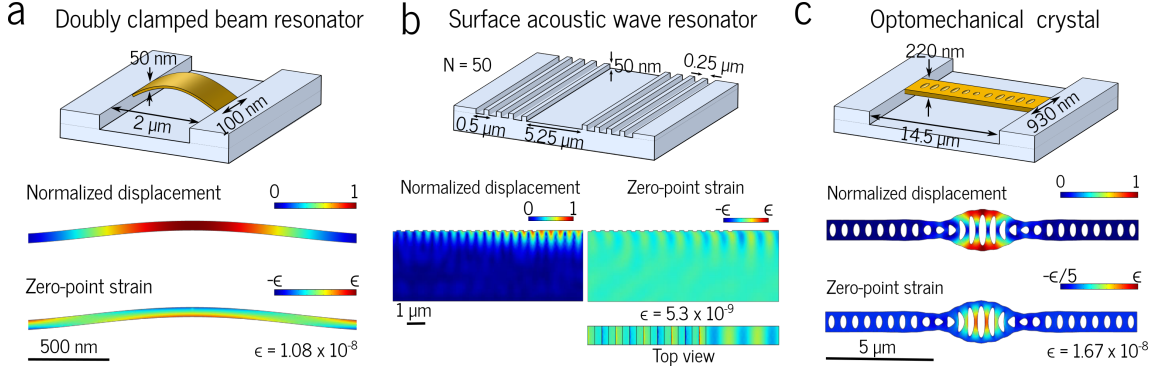 a Doubly clamped beam resonator
50 nm
2 µm
100 nm
Normalized displacement
0 1
Zero-point strain
-ϵ ϵ
500 nm
ϵ = 1.08 x 10⁻⁸
b Surface acoustic wave resonator
N = 50
50 nm
0.25 µm
0.5 µm
5.25 µm
Normalized displacement
0 1
Zero-point strain
-ϵ ϵ
1 µm
ϵ = 5.3 x 10⁻⁹
Top view
c Optomechanical crystal
220 nm
14.5 µm
930 nm
Normalized displacement
0 1
Zero-point strain
-ϵ/5 ϵ
5 µm
ϵ = 1.67 x 10⁻⁸